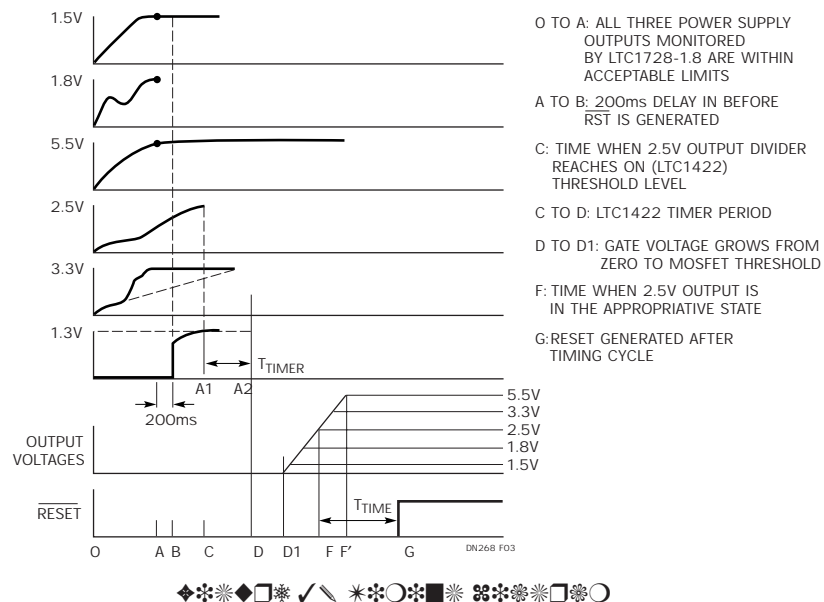 1.5V
1.8V
5.5V
2.5V
3.3V
1.3V
TTIMER
A1 A2
200ms
5.5V
3.3V
2.5V
1.8V
1.5V
OUTPUT
VOLTAGES
RESET
TTIME
O A B C D D1 F F′ G
DN268 F03
O TO A: ALL THREE POWER SUPPLY
OUTPUTS MONITORED
BY LTC1728-1.8 ARE WITHIN
ACCEPTABLE LIMITS
A TO B: 200ms DELAY IN BEFORE
RST IS GENERATED
C: TIME WHEN 2.5V OUTPUT DIVIDER
REACHES ON (LTC1422)
THRESHOLD LEVEL
C TO D: LTC1422 TIMER PERIOD
D TO D1: GATE VOLTAGE GROWS FROM
ZERO TO MOSFET THRESHOLD
F: TIME WHEN 2.5V OUTPUT IS
IN THE APPROPRIATIVE STATE
G:RESET GENERATED AFTER
TIMING CYCLE